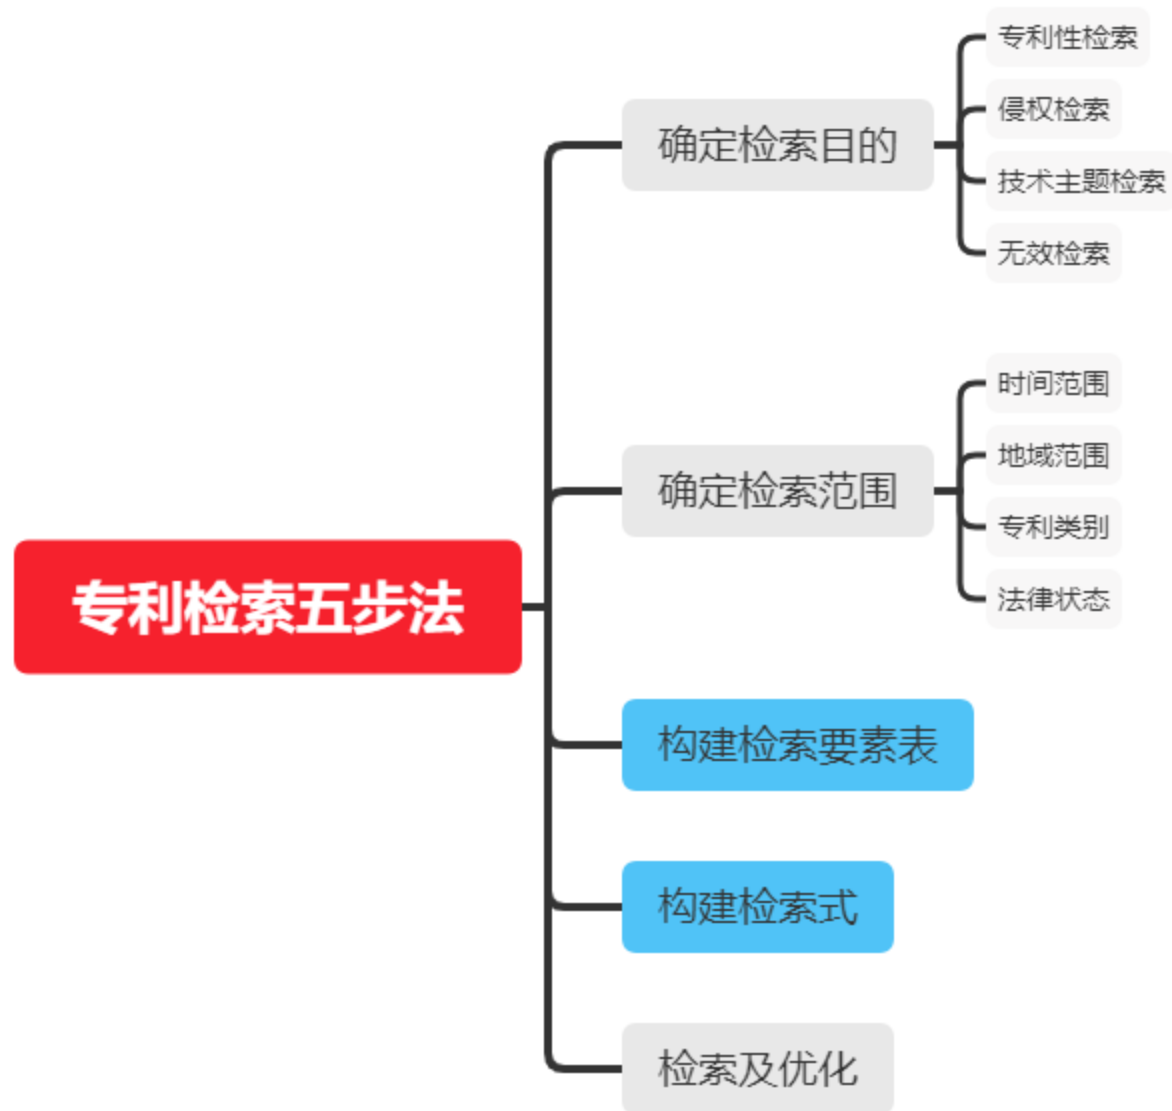 专利检索五步法
确定检索目的
专利性检索
侵权检索
技术主题检索
无效检索
确定检索范围
时间范围
地域范围
专利类别
法律状态
构建检索要素表
构建检索式
检索及优化